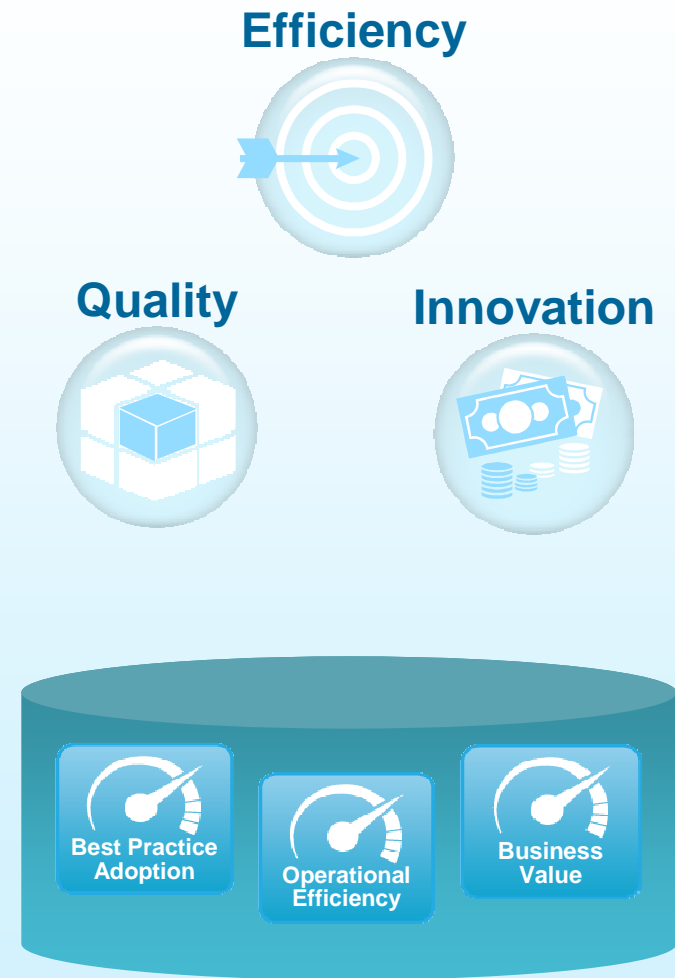 Efficiency
Quality
Innovation
Best Practice
Adoption
Operational
Efficiency
Business
Value